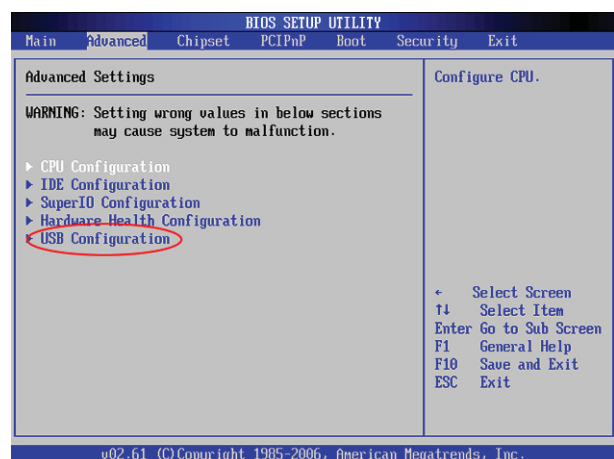 BIOS SETUP UTILITY
Main Advanced Chipset PCIPnP Boot Security Exit
Advanced Settings
WARNING: Setting wrong values in below sections
may cause system to malfunction.
▶ CPU Configuration
▶ IDE Configuration
▶ SuperIO Configuration
▶ Hardware Health Configuration
▶ USB Configuration
Configure CPU.
← Select Screen
↑↓ Select Item
Enter Go to Sub Screen
F1 General Help
F10 Save and Exit
ESC Exit
v02.61 (C)Copyright 1985-2006, American Megatrends, Inc.